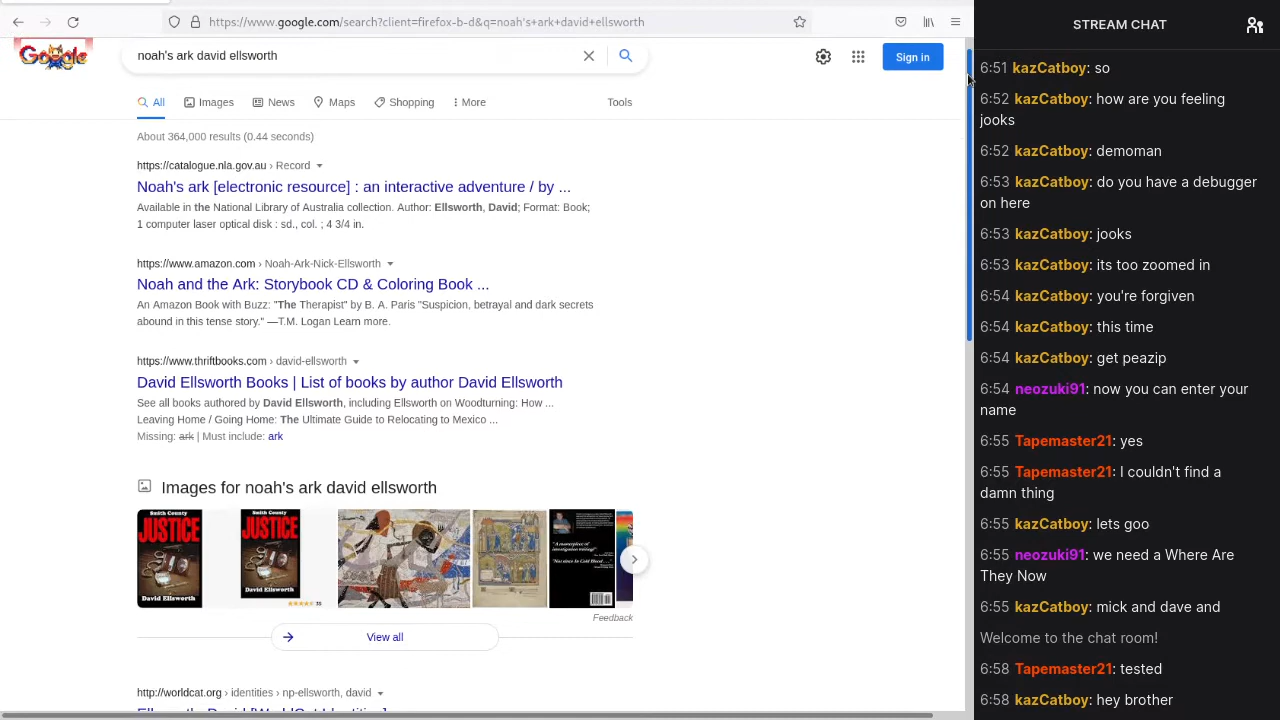 https://www.google.com/search?client=firefox-b-d&q=noah's+ark+david+ellsworth
Google
noah's ark david ellsworth
Sign in
All
Images
News
Maps
Shopping
More
Tools
About 364,000 results (0.44 seconds)
https://catalogue.nla.gov.au › Record
Noah's ark [electronic resource] : an interactive adventure / by ...
Available in the National Library of Australia collection. Author: Ellsworth, David; Format: Book;
1 computer laser optical disk : sd., col. ; 4 3/4 in.
https://www.amazon.com › Noah-Ark-Nick-Ellsworth
Noah and the Ark: Storybook CD & Coloring Book ...
An Amazon Book with Buzz: "The Therapist" by B. A. Paris "Suspicion, betrayal and dark secrets
abound in this tense story." —T.M. Logan Learn more.
https://www.thriftbooks.com › david-ellsworth
David Ellsworth Books | List of books by author David Ellsworth
See all books authored by David Ellsworth, including Ellsworth on Woodturning: How ...
Leaving Home / Going Home: The Ultimate Guide to Relocating to Mexico ...
Missing: ark | Must include: ark
Images for noah's ark david ellsworth
Smith County
JUSTICE
David Ellsworth
Smith County
JUSTICE
David Ellsworth
Feedback
View all
http://worldcat.org › identities › np-ellsworth, david
STREAM CHAT
6:51 kazCatboy: so
6:52 kazCatboy: how are you feeling
jooks
6:52 kazCatboy: demoman
6:53 kazCatboy: do you have a debugger
on here
6:53 kazCatboy: jooks
6:53 kazCatboy: its too zoomed in
6:54 kazCatboy: you're forgiven
6:54 kazCatboy: this time
6:54 kazCatboy: get peazip
6:54 neozuki91: now you can enter your
name
6:55 Tapemaster21: yes
6:55 Tapemaster21: I couldn't find a
damn thing
6:55 kazCatboy: lets goo
6:55 neozuki91: we need a Where Are
They Now
6:55 kazCatboy: mick and dave and
Welcome to the chat room!
6:58 Tapemaster21: tested
6:58 kazCatboy: hey brother